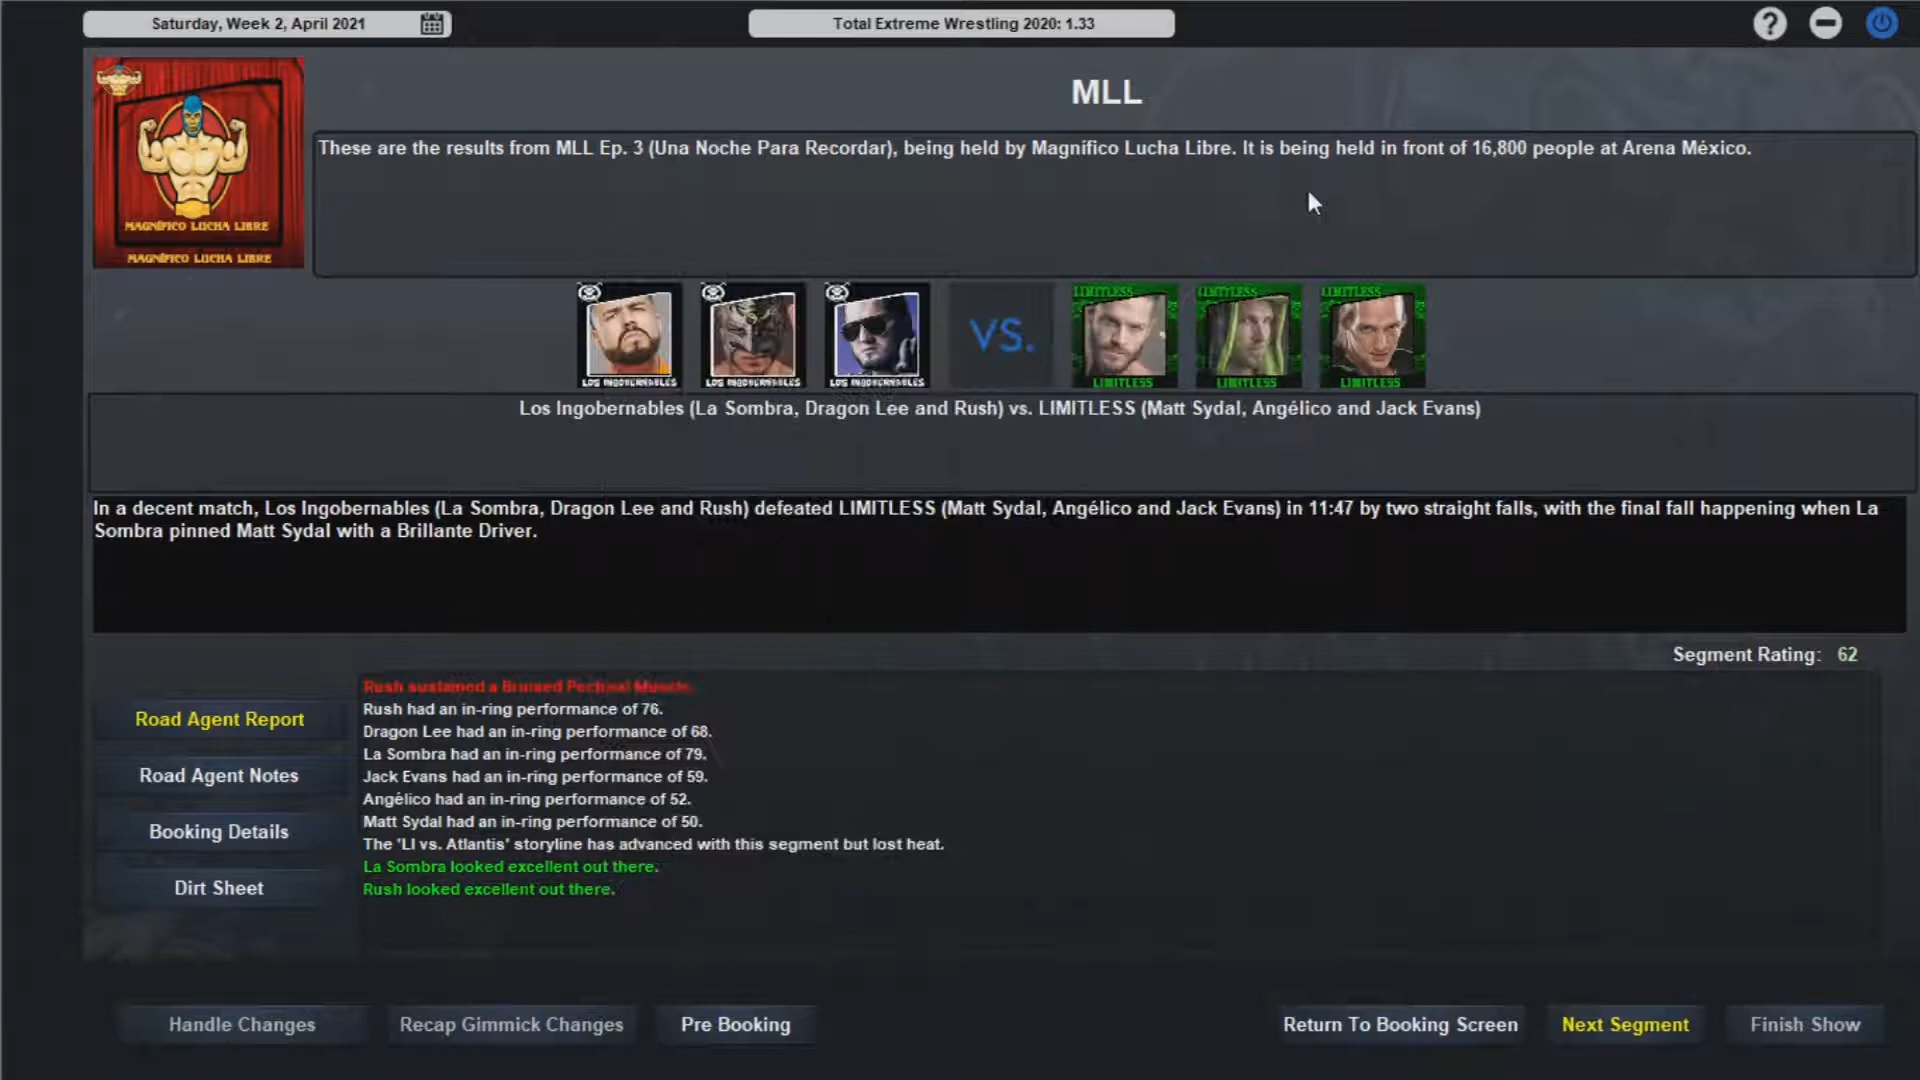 Saturday, Week 2, April 2021
Total Extreme Wrestling 2020: 1.33
MLL
MAGNÍFICO LUCHA LIBRE
MAGNÍFICO LUCHA LIBRE
These are the results from MLL Ep. 3 (Una Noche Para Recordar), being held by Magnífico Lucha Libre. It is being held in front of 16,800 people at Arena México.
LIMITLESS LIMITLESS LIMITLESS
VS.
LOS INGOBERNABLES LOS INGOBERNABLES LOS INGOBERNABLES LIMITLESS LIMITLESS LIMITLESS
Los Ingobernables (La Sombra, Dragon Lee and Rush) vs. LIMITLESS (Matt Sydal, Angélico and Jack Evans)
In a decent match, Los Ingobernables (La Sombra, Dragon Lee and Rush) defeated LIMITLESS (Matt Sydal, Angélico and Jack Evans) in 11:47 by two straight falls, with the final fall happening when La
Sombra pinned Matt Sydal with a Brillante Driver.
Segment Rating: 62
Road Agent Report
Road Agent Notes
Booking Details
Dirt Sheet
Rush sustained a Bruised Pectoral Muscle.
Rush had an in-ring performance of 76.
Dragon Lee had an in-ring performance of 68.
La Sombra had an in-ring performance of 79.
Jack Evans had an in-ring performance of 59.
Angélico had an in-ring performance of 52.
Matt Sydal had an in-ring performance of 50.
The 'LI vs. Atlantis' storyline has advanced with this segment but lost heat.
La Sombra looked excellent out there.
Rush looked excellent out there.
Handle Changes
Recap Gimmick Changes
Pre Booking
Return To Booking Screen
Next Segment
Finish Show